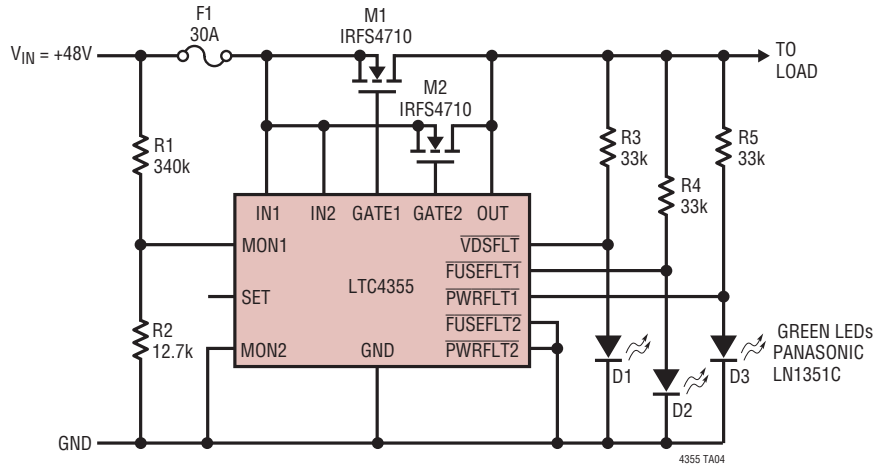 F1
30A
M1
IRFS4710
VIN = +48V
TO
LOAD
M2
IRFS4710
R1
340k
R3
33k
R5
33k
R4
33k
IN1 IN2 GATE1 GATE2 OUT
MON1
VDSFLT
FUSEFLT1
LTC4355
SET
PWRFLT1
FUSEFLT2
R2
12.7k
MON2
GND
PWRFLT2
GREEN LEDs
PANASONIC
LN1351C
D1
D3
D2
GND
4355 TA04